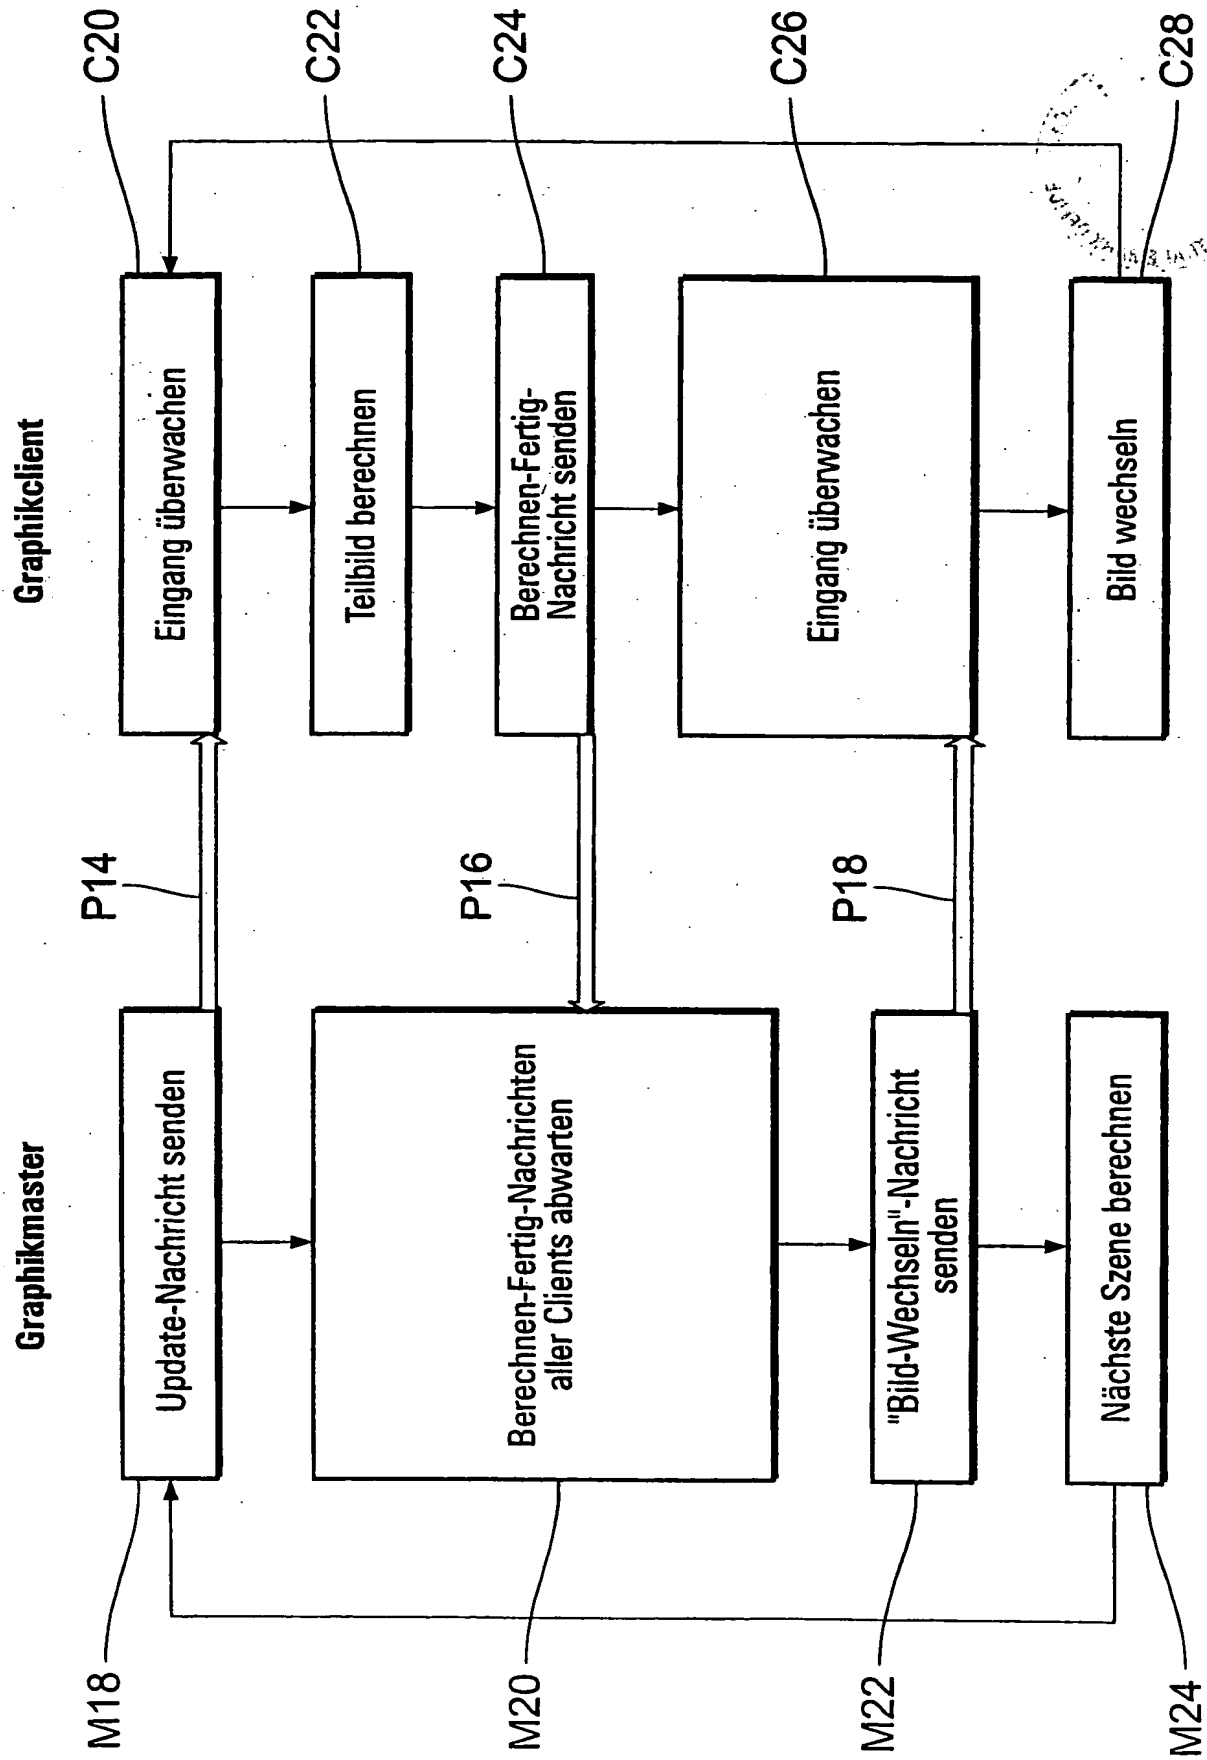 Graphikmaster
Graphikclient
M18
Update-Nachricht senden
P14
Eingang überwachen
C20
Teilbild berechnen
C22
M20
Berechnen-Fertig-Nachrichten
aller Clients abwarten
P16
Berechnen-Fertig-
Nachricht senden
C24
M22
"Bild-Wechseln"-Nachricht
senden
P18
Eingang überwachen
C26
M24
Nächste Szene berechnen
Bild wechseln
C28